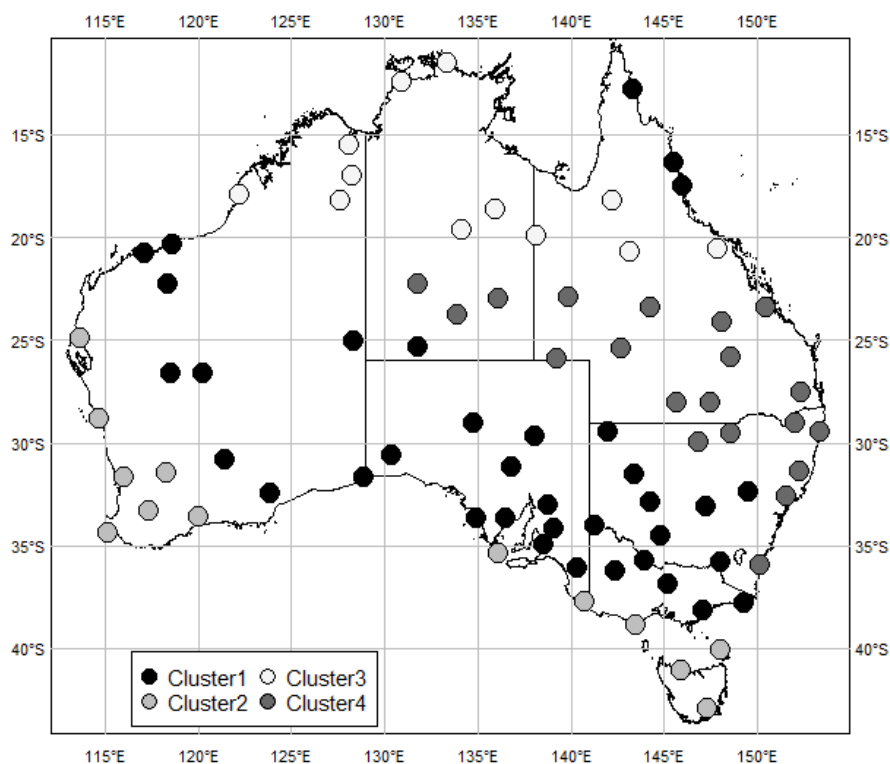 115°E 120°E 125°E 130°E 135°E 140°E 145°E 150°E
15°S 15°S
20°S 20°S
25°S 25°S
30°S 30°S
35°S 35°S
40°S 40°S
Cluster1 Cluster3
Cluster2 Cluster4
115°E 120°E 125°E 130°E 135°E 140°E 145°E 150°E